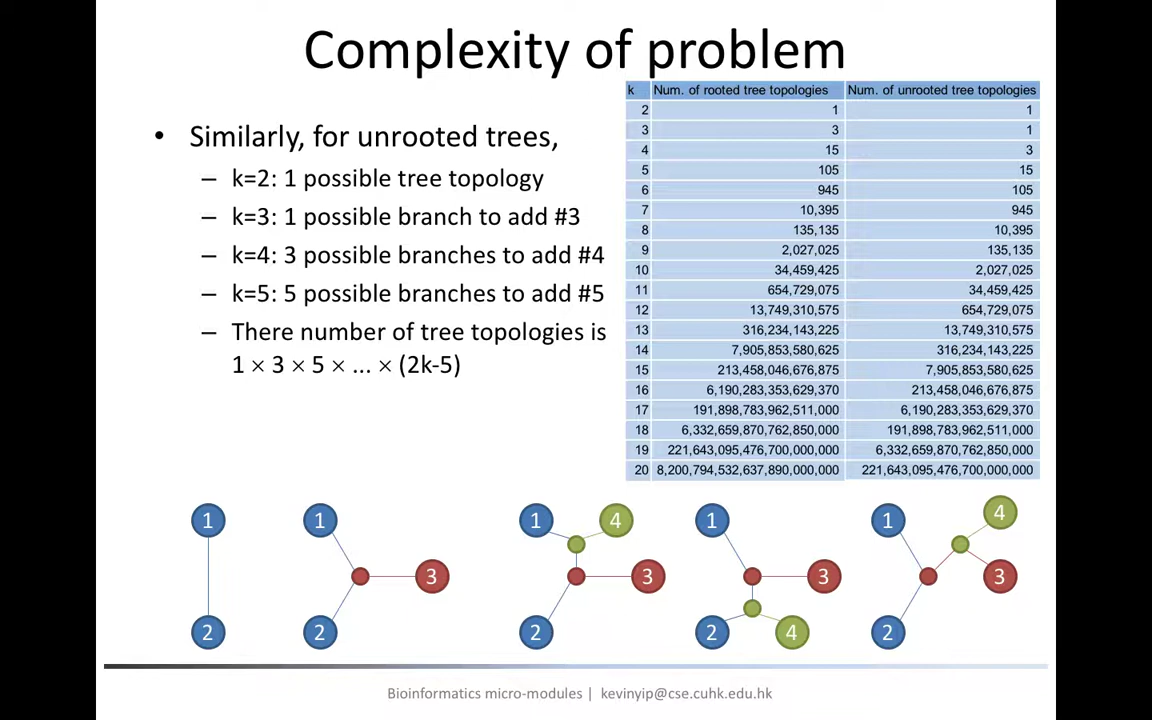 Complexity of problem
• Similarly, for unrooted trees,
– k=2: 1 possible tree topology
– k=3: 1 possible branch to add #3
– k=4: 3 possible branches to add #4
– k=5: 5 possible branches to add #5
– There number of tree topologies is
1 × 3 × 5 × ... × (2k-5)
k Num. of rooted tree topologies Num. of unrooted tree topologies
2 1 1
3 3 1
4 15 3
5 105 15
6 945 105
7 10,395 945
8 135,135 10,395
9 2,027,025 135,135
10 34,459,425 2,027,025
11 654,729,075 34,459,425
12 13,749,310,575 654,729,075
13 316,234,143,225 13,749,310,575
14 7,905,853,580,625 316,234,143,225
15 213,458,046,676,875 7,905,853,580,625
16 6,190,283,353,629,370 213,458,046,676,875
17 191,898,783,962,511,000 6,190,283,353,629,370
18 6,332,659,870,762,850,000 191,898,783,962,511,000
19 221,643,095,476,700,000,000 6,332,659,870,762,850,000
20 8,200,794,532,637,890,000,000 221,643,095,476,700,000,000
1 1 1 4 1 1 4
3 3 3 3
2 2 2 2 4 2
Bioinformatics micro-modules | kevinyip@cse.cuhk.edu.hk